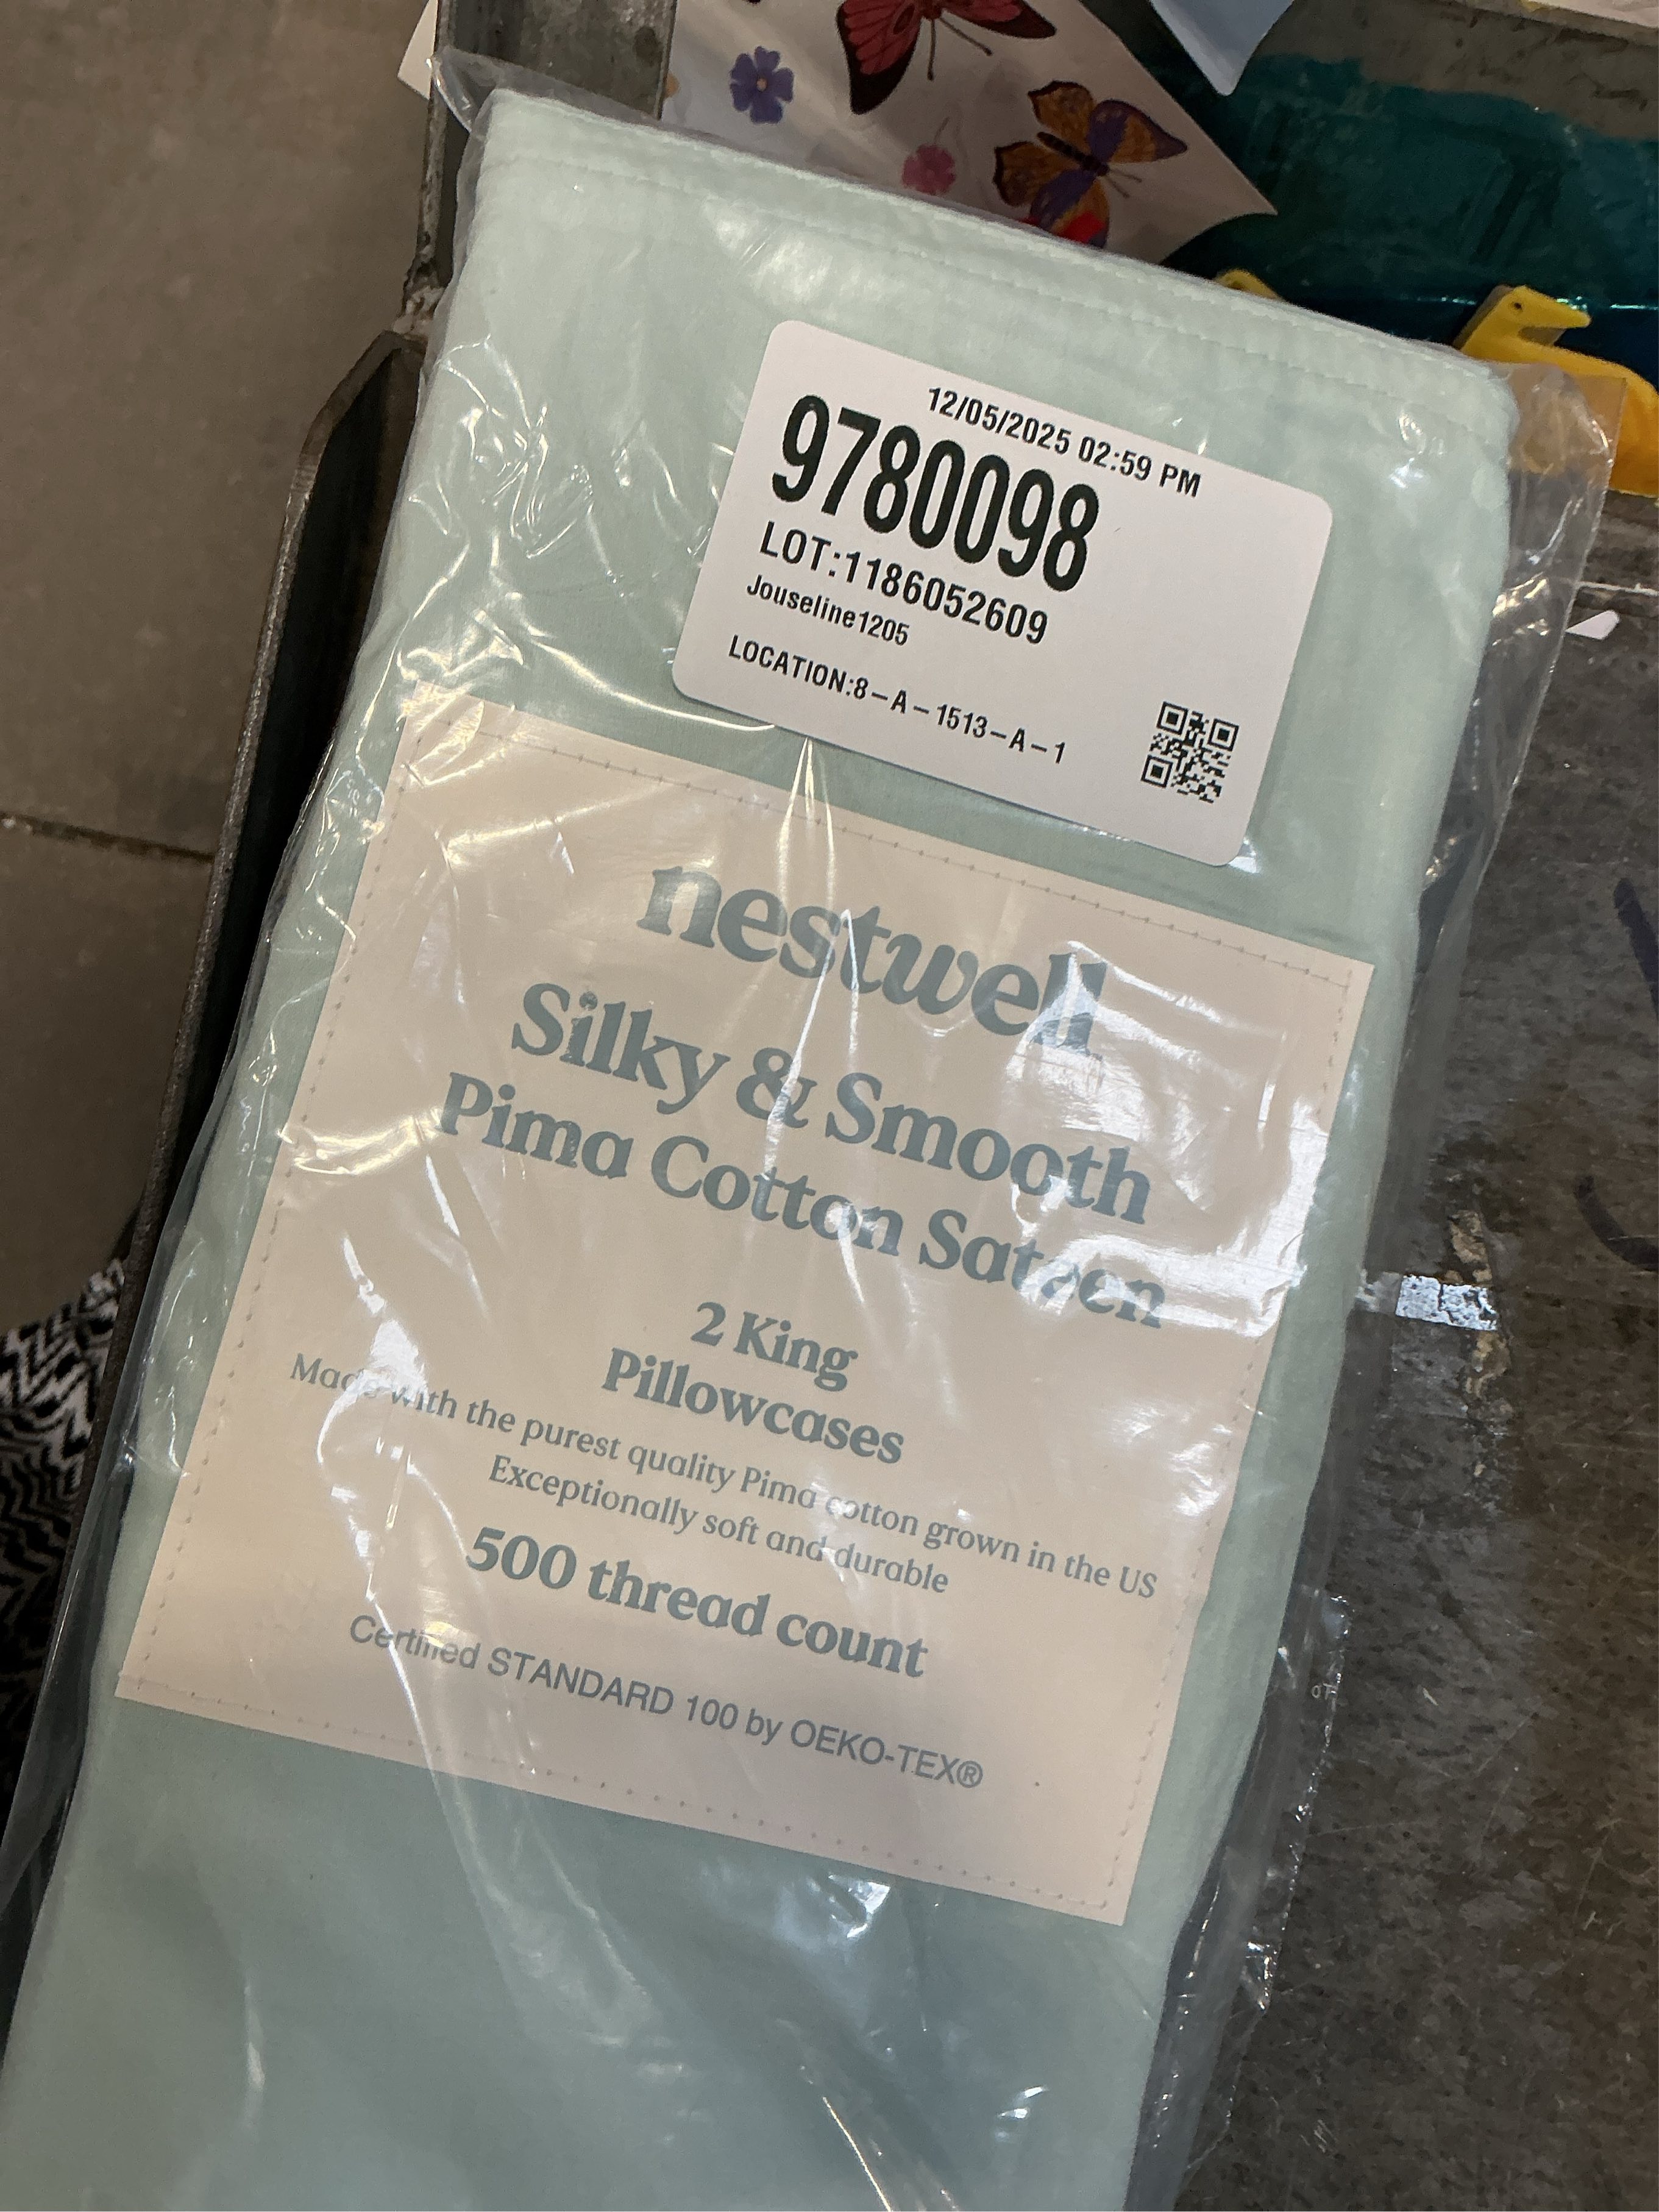 12/05/2025 02:59 PM
9780098
LOT:1186052609
Jouseline1205
LOCATION:8-A-1513-A-1
nestwell
Silky & Smooth
Pima Cotton Sateen
2 King
Pillowcases
Made with the purest quality Pima cotton grown in the US
Exceptionally soft and durable
500 thread count
Certified STANDARD 100 by OEKO-TEX®